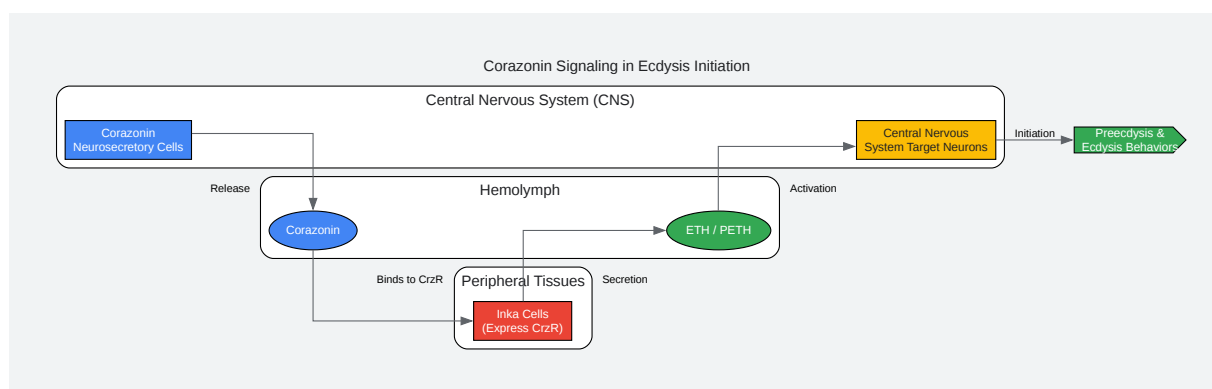 Corazonin Signaling in Ecdysis Initiation
Central Nervous System (CNS)
Corazonin
Neurosecretory Cells
Central Nervous
System Target Neurons
Initiation
Preecdysis &
Ecdysis Behaviors
Release
Hemolymph
Activation
Corazonin
ETH / PETH
Binds to CrzR
Peripheral Tissues
Secretion
Inka Cells
(Express CrzR)